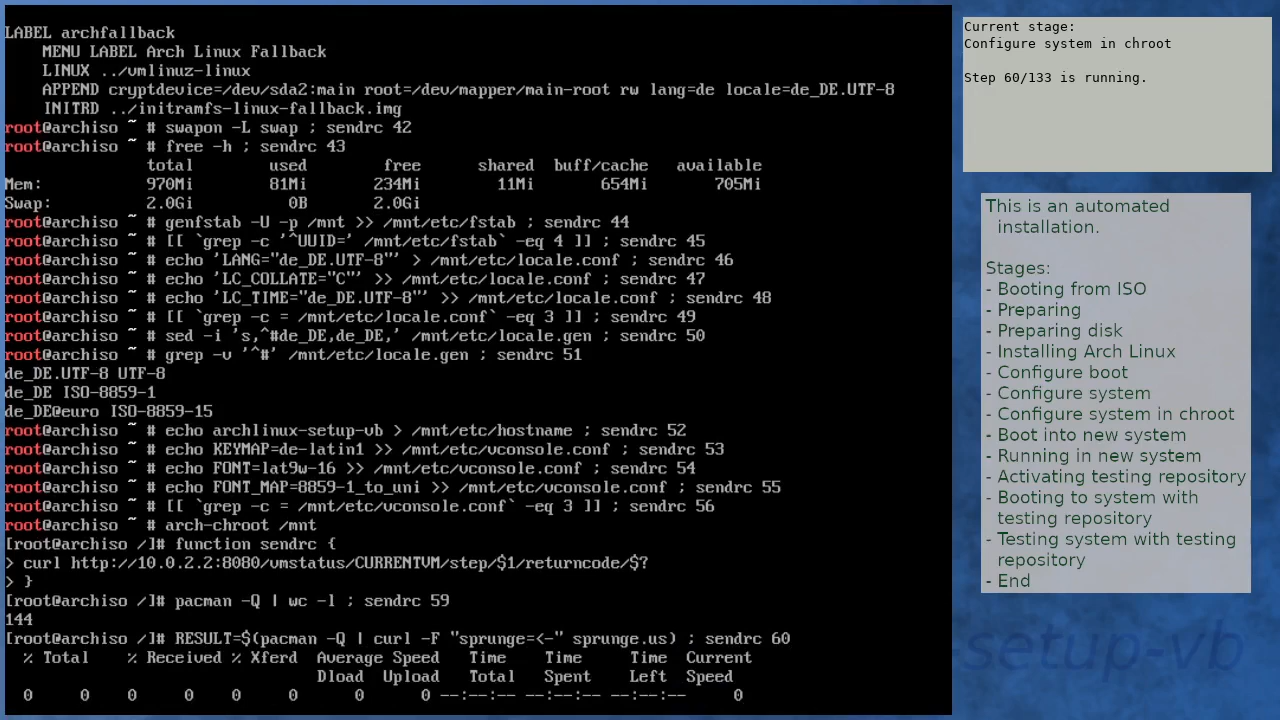 LABEL archfallback
    MENU LABEL Arch Linux Fallback
    LINUX ../vmlinuz-linux
    APPEND cryptdevice=/dev/sda2:main root=/dev/mapper/main-root rw lang=de locale=de_DE.UTF-8
    INITRD ../initramfs-linux-fallback.img
root@archiso ~ # swapon -L swap ; sendrc 42
root@archiso ~ # free -h ; sendrc 43
              total        used        free      shared  buff/cache   available
Mem:          970Mi        81Mi       234Mi        11Mi       654Mi       705Mi
Swap:         2.0Gi          0B       2.0Gi
root@archiso ~ # genfstab -U -p /mnt >> /mnt/etc/fstab ; sendrc 44
root@archiso ~ # [[ `grep -c '^UUID=' /mnt/etc/fstab` -eq 4 ]] ; sendrc 45
root@archiso ~ # echo 'LANG="de_DE.UTF-8"' > /mnt/etc/locale.conf ; sendrc 46
root@archiso ~ # echo 'LC_COLLATE="C"' >> /mnt/etc/locale.conf ; sendrc 47
root@archiso ~ # echo 'LC_TIME="de_DE.UTF-8"' >> /mnt/etc/locale.conf ; sendrc 48
root@archiso ~ # [[ `grep -c = /mnt/etc/locale.conf` -eq 3 ]] ; sendrc 49
root@archiso ~ # sed -i 's,^#de_DE,de_DE,' /mnt/etc/locale.gen ; sendrc 50
root@archiso ~ # grep -v '^#' /mnt/etc/locale.gen ; sendrc 51
de_DE.UTF-8 UTF-8
de_DE ISO-8859-1
de_DE@euro ISO-8859-15
root@archiso ~ # echo archlinux-setup-vb > /mnt/etc/hostname ; sendrc 52
root@archiso ~ # echo KEYMAP=de-latin1 >> /mnt/etc/vconsole.conf ; sendrc 53
root@archiso ~ # echo FONT=lat9w-16 >> /mnt/etc/vconsole.conf ; sendrc 54
root@archiso ~ # echo FONT_MAP=8859-1_to_uni >> /mnt/etc/vconsole.conf ; sendrc 55
root@archiso ~ # [[ `grep -c = /mnt/etc/vconsole.conf` -eq 3 ]] ; sendrc 56
root@archiso ~ # arch-chroot /mnt
[root@archiso /]# function sendrc {
> curl http://10.0.2.2:8080/vmstatus/CURRENTVM/step/$1/returncode/$?
> }
[root@archiso /]# pacman -Q | wc -l ; sendrc 59
144
[root@archiso /]# RESULT=$(pacman -Q | curl -F "sprunge=<-" sprunge.us) ; sendrc 60
  % Total    % Received % Xferd  Average Speed   Time    Time     Time  Current
                                 Dload  Upload   Total   Spent    Left  Speed
  0     0    0     0    0     0      0      0 --:--:-- --:--:-- --:--:--     0
Current stage:
Configure system in chroot
Step 60/133 is running.
This is an automated
installation.
Stages:
- Booting from ISO
- Preparing
- Preparing disk
- Installing Arch Linux
- Configure boot
- Configure system
- Configure system in chroot
- Boot into new system
- Running in new system
- Activating testing repository
- Booting to system with
testing repository
- Testing system with testing
repository
- End
-setup-vb